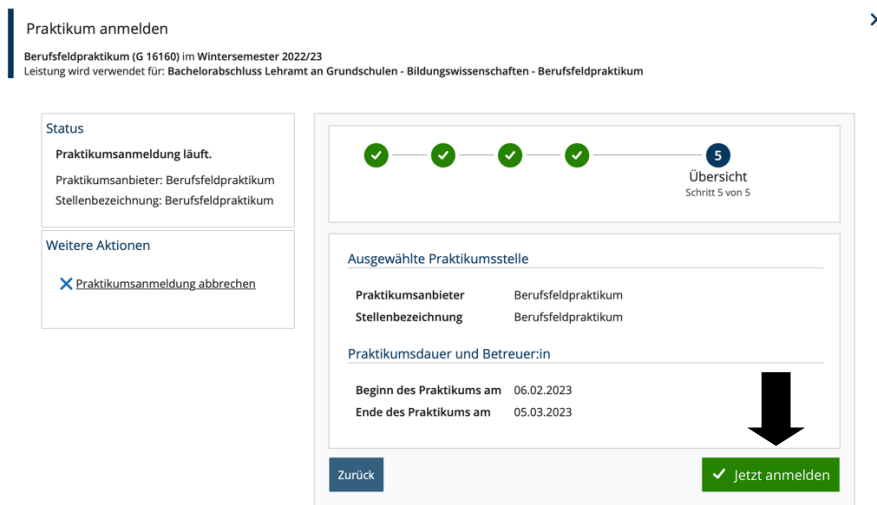 Praktikum anmelden
Berufsfeldpraktikum (G 16160) im Wintersemester 2022/23
Leistung wird verwendet für: Bachelorabschluss Lehramt an Grundschulen - Bildungswissenschaften - Berufsfeldpraktikum
Status
Praktikumsanmeldung läuft.
Praktikumsanbieter: Berufsfeldpraktikum
Stellenbezeichnung: Berufsfeldpraktikum
Weitere Aktionen
Praktikumsanmeldung abbrechen
5
Übersicht
Schritt 5 von 5
Ausgewählte Praktikumsstelle
Praktikumsanbieter Berufsfeldpraktikum
Stellenbezeichnung Berufsfeldpraktikum
Praktikumsdauer und Betreuer:in
Beginn des Praktikums am 06.02.2023
Ende des Praktikums am 05.03.2023
Zurück
Jetzt anmelden